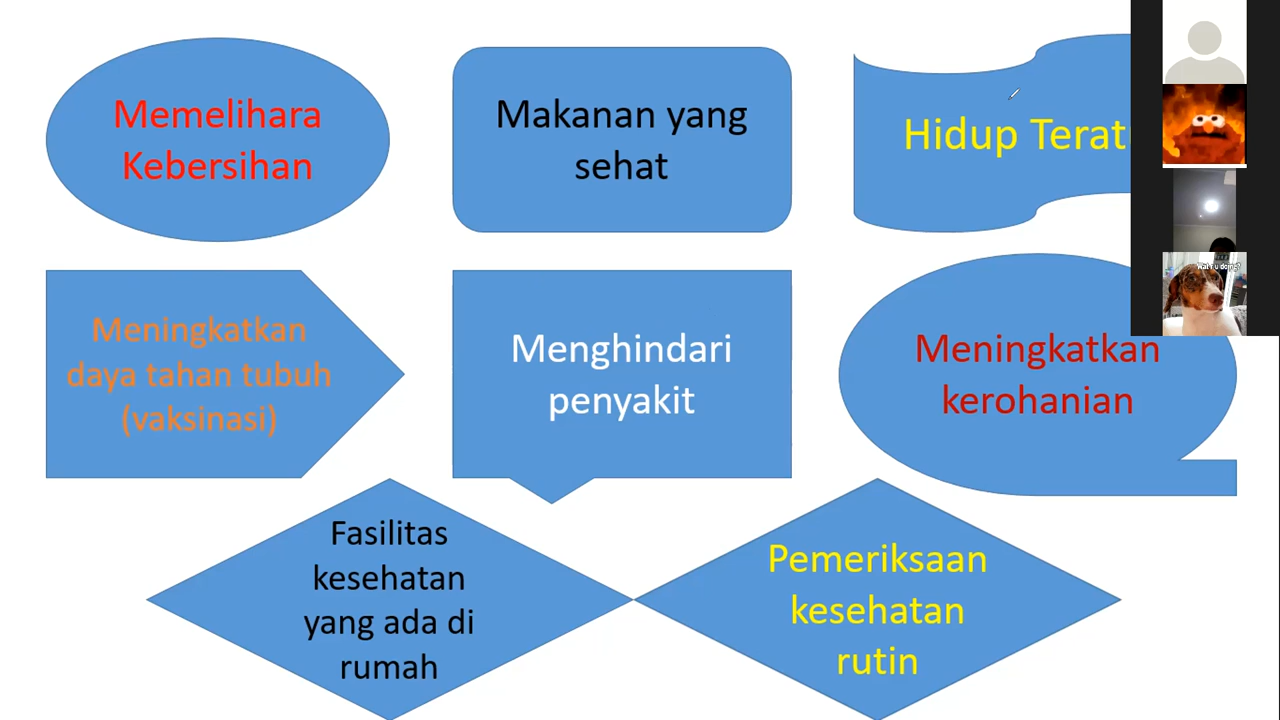 Memelihara
Kebersihan
Makanan yang
sehat
Hidup Terat
Meningkatkan
daya tahan tubuh
(vaksinasi)
Menghindari
penyakit
Meningkatkan
kerohanian
Fasilitas
kesehatan
yang ada di
rumah
Pemeriksaan
kesehatan
rutin